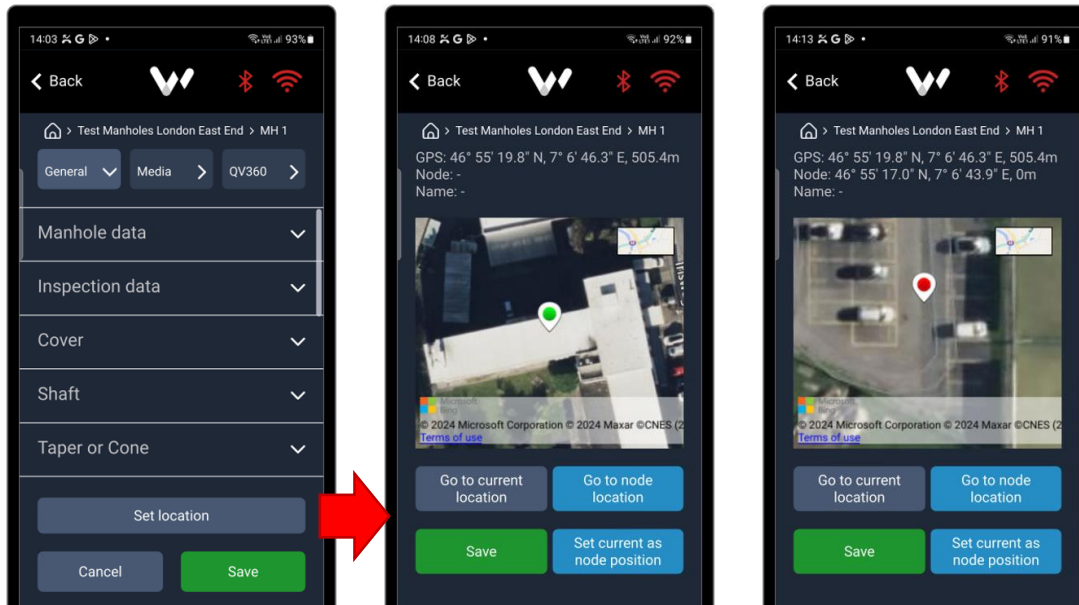 14:03 G 93%
Back
> Test Manholes London East End > MH 1
General
Media
QV360
Manhole data
Inspection data
Cover
Shaft
Taper or Cone
Set location
Cancel
Save
14:08 G 92%
Back
> Test Manholes London East End > MH 1
GPS: 46° 55' 19.8" N, 7° 6' 46.3" E, 505.4m
Node: -
Name: -
Microsoft
Bing
© 2024 Microsoft Corporation © 2024 Maxar ©CNES (2
Terms of use
Go to current
location
Go to node
location
Save
Set current as
node position
14:13 G 91%
Back
> Test Manholes London East End > MH 1
GPS: 46° 55' 19.8" N, 7° 6' 46.3" E, 505.4m
Node: 46° 55' 17.0" N, 7° 6' 43.9" E, 0m
Name: -
Microsoft
Bing
© 2024 Microsoft Corporation © 2024 Maxar ©CNES (2
Terms of use
Go to current
location
Go to node
location
Save
Set current as
node position